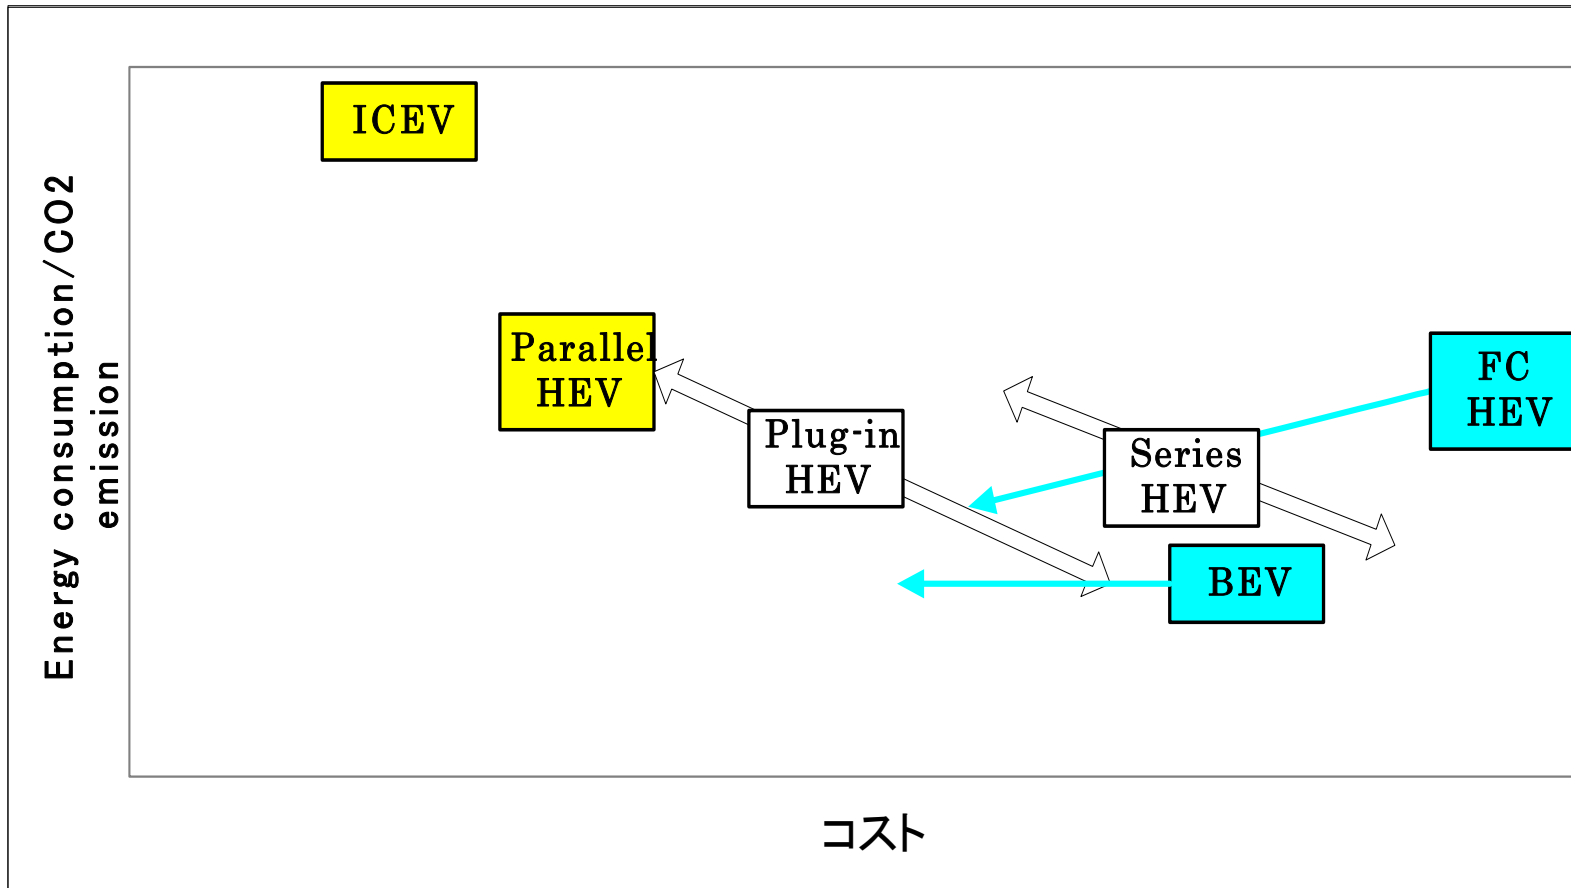 ICEV
Energy consumption/CO2
emission
Parallel
HEV
Plug-in
HEV
Series
HEV
FC
HEV
BEV
コスト